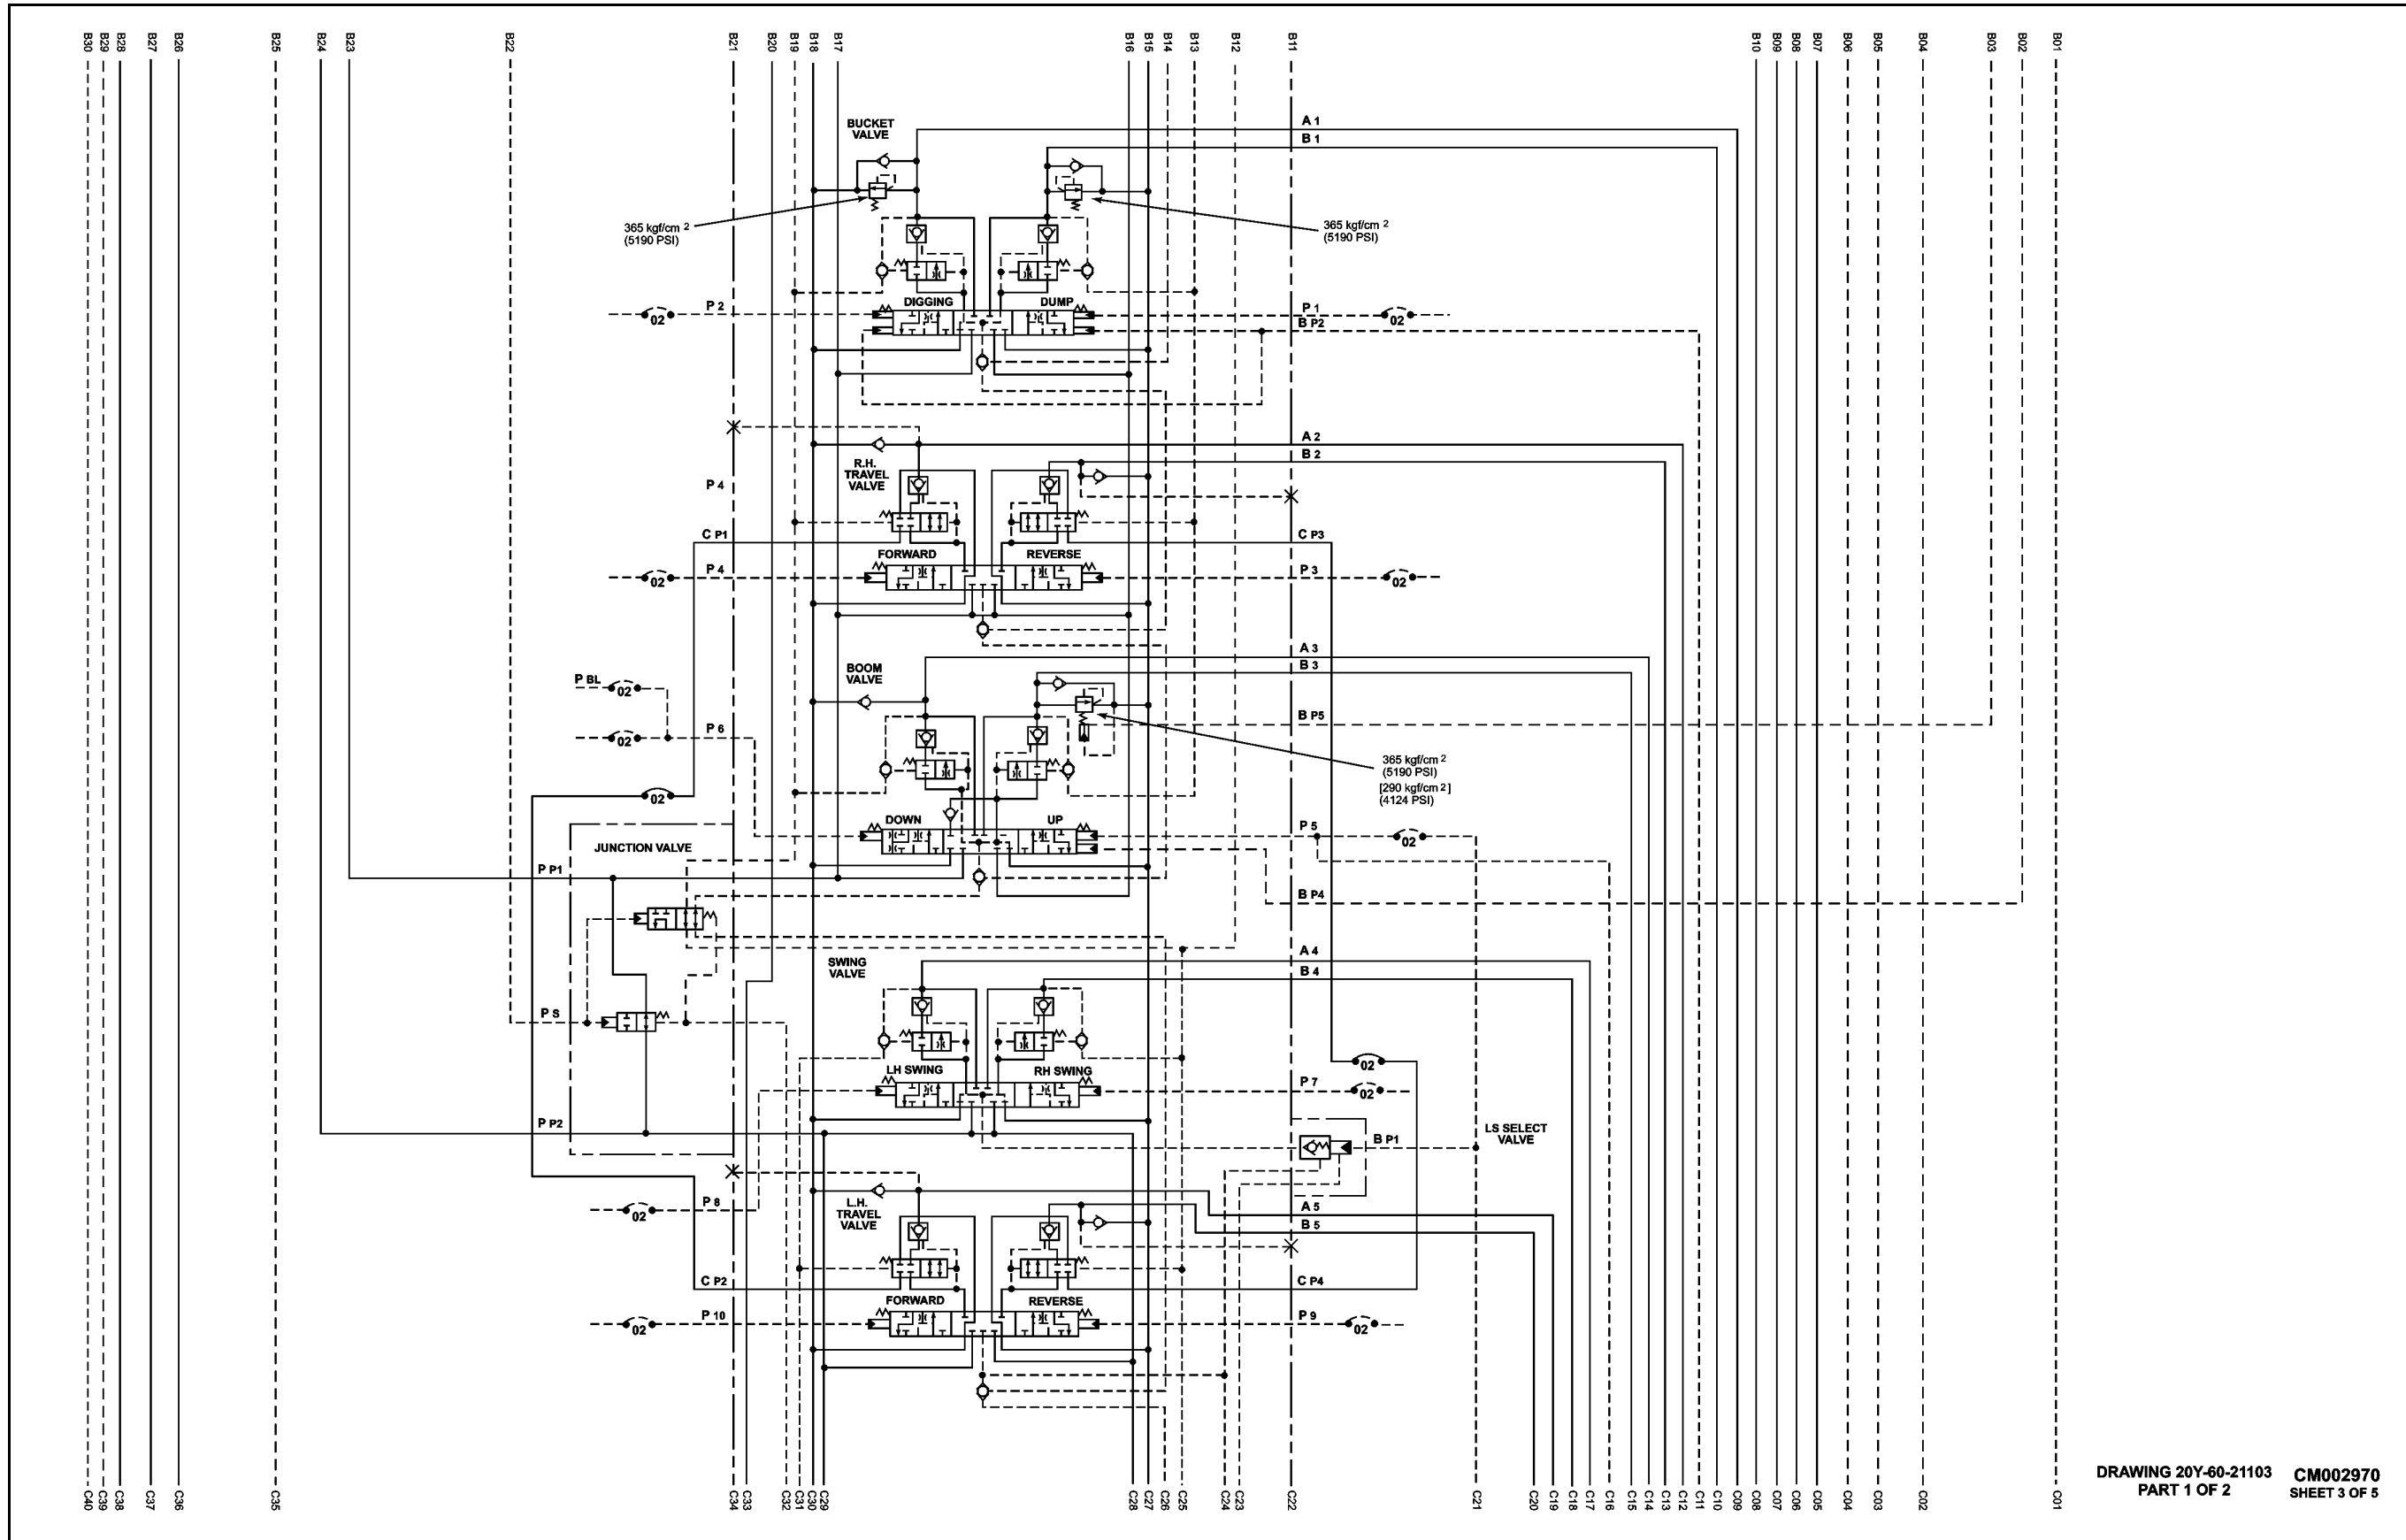 B30
B29
B28
B27
B26
B25
B24
B23
B22
B21
B20
B19
B18
B17
B16
B15
B14
B13
B12
B11
B10
B09
B08
B07
B06
B05
B04
B03
B02
B01
BUCKET
VALVE
A 1
B 1
365 kgf/cm 2
(5190 PSI)
365 kgf/cm 2
(5190 PSI)
DIGGING
DUMP
P 2
02
P 1
02
B P2
A 2
B 2
R.H.
TRAVEL
VALVE
P 4
C P1
C P3
FORWARD
REVERSE
P 4
02
P 3
02
A 3
B 3
BOOM
VALVE
P BL
02
P 6
02
B P5
365 kgf/cm 2
(5190 PSI)
[290 kgf/cm 2]
(4124 PSI)
02
DOWN
UP
P 5
02
JUNCTION VALVE
P P1
B P4
A 4
B 4
SWING
VALVE
P S
02
LH SWING
RH SWING
P 7
02
P P2
LS SELECT
VALVE
B P1
P 8
02
L.H.
TRAVEL
VALVE
A 5
B 5
C P2
C P4
FORWARD
REVERSE
P 10
02
P 9
02
C40
C39
C38
C37
C36
C35
C34
C33
C32
C31
C30
C29
C28
C27
C26
C25
C24
C23
C22
C21
C20
C19
C18
C17
C16
C15
C14
C13
C12
C11
C10
C09
C08
C07
C06
C05
C04
C03
C02
C01
DRAWING 20Y-60-21103
PART 1 OF 2
CM002970
SHEET 3 OF 5